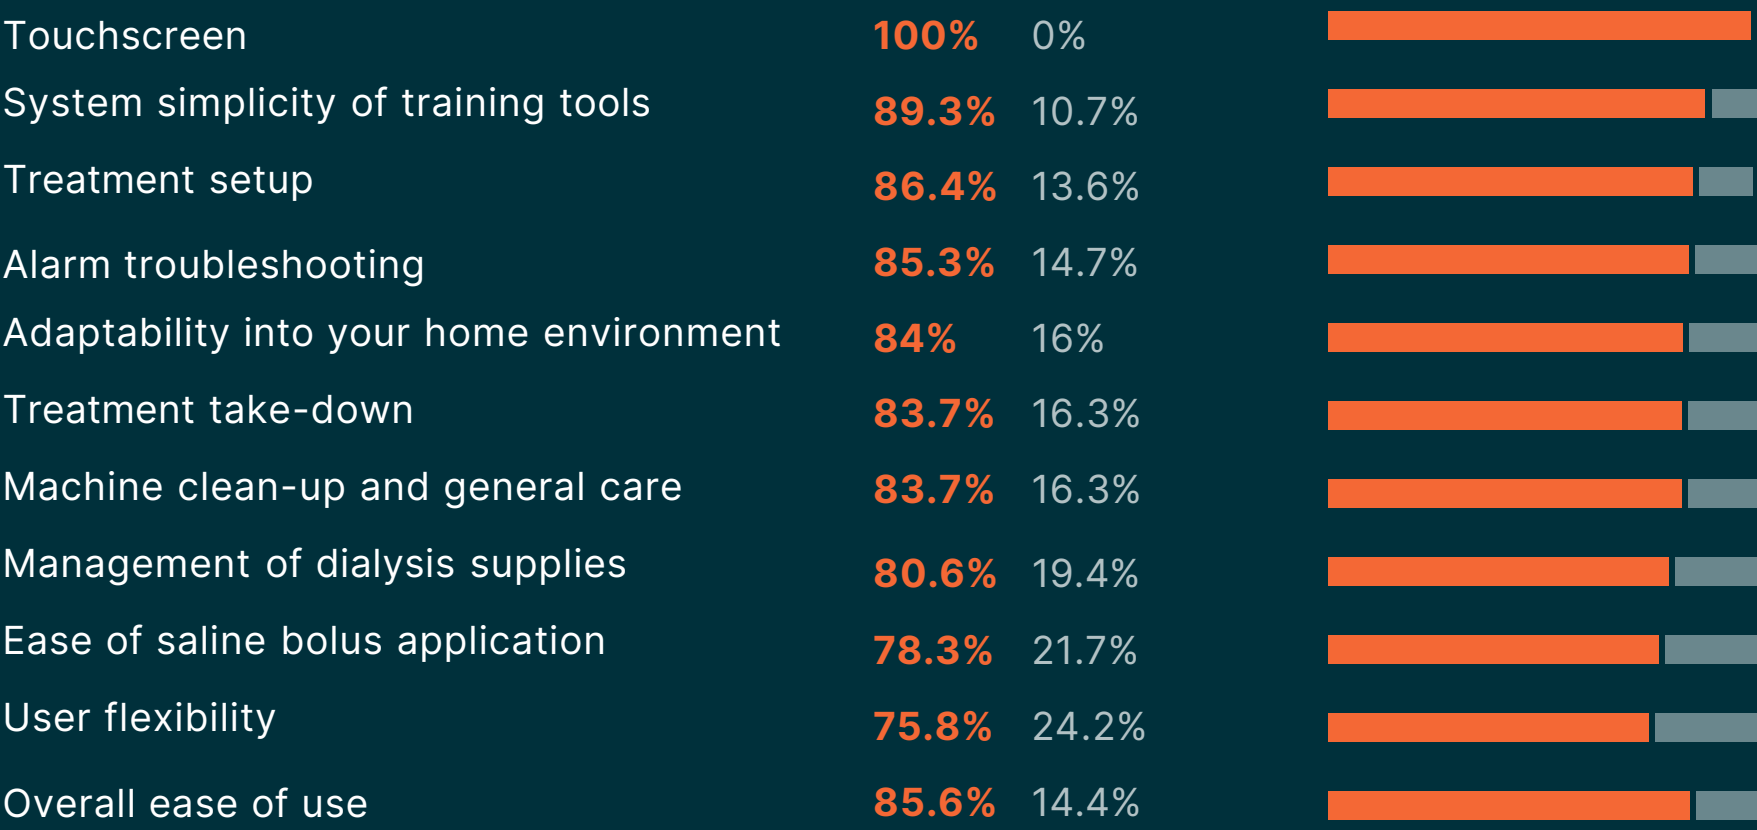 Touchscreen 100% 0%
System simplicity of training tools 89.3% 10.7%
Treatment setup 86.4% 13.6%
Alarm troubleshooting 85.3% 14.7%
Adaptability into your home environment 84% 16%
Treatment take-down 83.7% 16.3%
Machine clean-up and general care 83.7% 16.3%
Management of dialysis supplies 80.6% 19.4%
Ease of saline bolus application 78.3% 21.7%
User flexibility 75.8% 24.2%
Overall ease of use 85.6% 14.4%